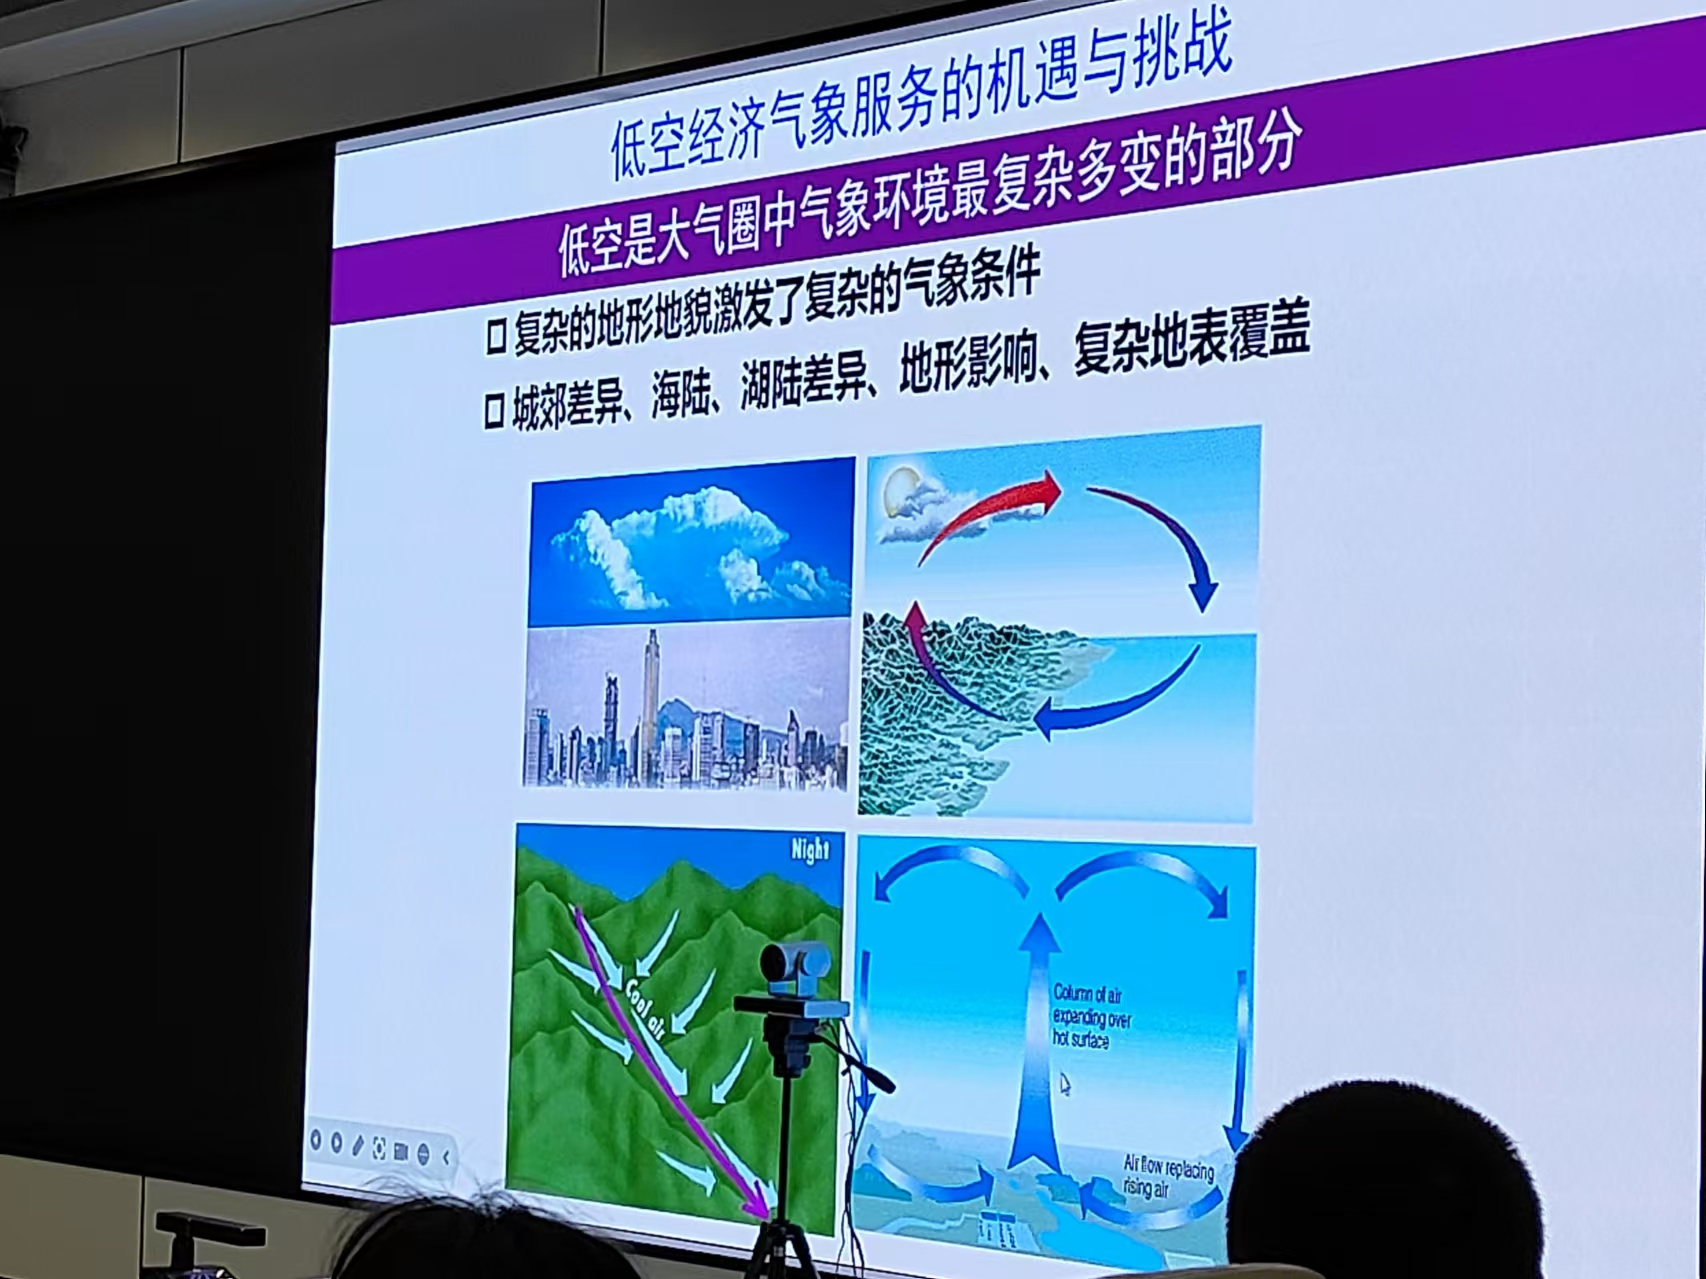 低空经济气象服务的机遇与挑战
低空是大气圈中气象环境最复杂多变的部分
复杂的地形地貌激发了复杂的气象条件
城郊差异、海陆、湖陆差异、地形影响、复杂地表覆盖
Night
Cool air
Column of air
expanding over
hot surface
Air flow replacing
rising air